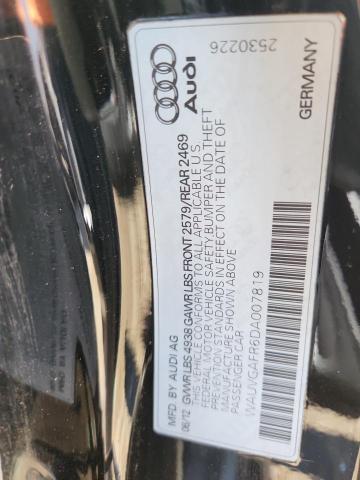 Audi
2530226
GERMANY
MFD. BY AUDI AG
06/12 GVWR LBS 4938 GAWR LBS FRONT 2579/REAR 2469
THIS VEHICLE CONFORMS TO ALL APPLICABLE U.S.
FEDERAL MOTOR VEHICLE SAFETY, BUMPER AND THEFT
PREVENTION STANDARDS IN EFFECT ON THE DATE OF
MANUFACTURE SHOWN ABOVE
PASSENGER CAR
WAUVGAFR6DA007819